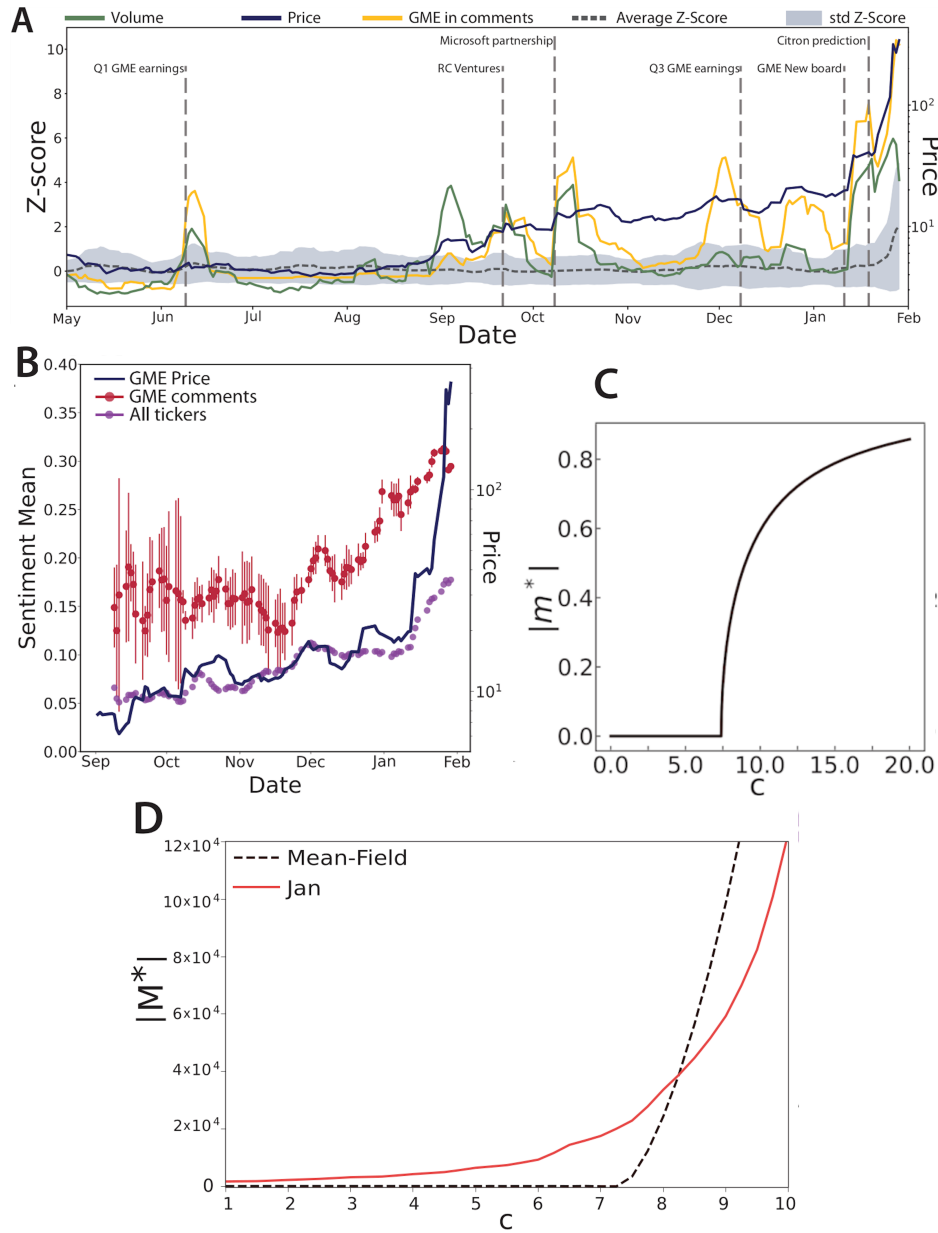 A
Volume Price GME in comments Average Z-Score std Z-Score
Microsoft partnership
Citron prediction
Q1 GME earnings
RC Ventures
Q3 GME earnings
GME New board
Z-score
10
8
6
4
2
0
Price
10²
10¹
May Jun Jul Aug Sep Oct Nov Dec Jan Feb
Date
B
GME Price
GME comments
All tickers
Sentiment Mean
0.40
0.35
0.30
0.25
0.20
0.15
0.10
0.05
0.00
Price
10²
10¹
Sep Oct Nov Dec Jan Feb
Date
C
|m*|
0.8
0.6
0.4
0.2
0.0
0.0 5.0 10.0 15.0 20.0
C
D
Mean-Field
Jan
|M*|
12x10⁴
10x10⁴
8x10⁴
6x10⁴
4x10⁴
2x10⁴
0
1 2 3 4 5 6 7 8 9 10
C